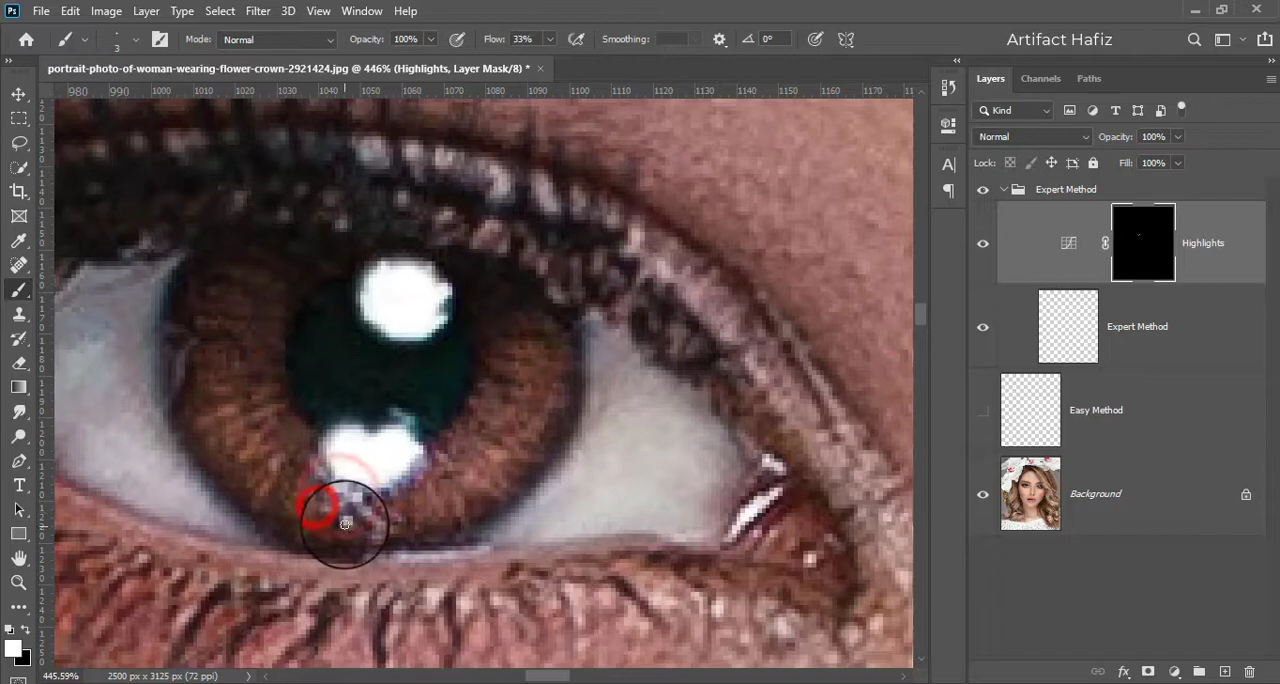 Ps File Edit Image Layer Type Select Filter 3D View Window Help
3 Mode: Normal Opacity: 100% Flow: 33% Smoothing: 0° Artifact Hafiz
portrait-photo-of-woman-wearing-flower-crown-2921424.jpg @ 446% (Highlights, Layer Mask/8) * ×
980 990 1000 1010 1020 1030 1040 1050 1060 1070 1080 1090 1100 1110 1120 1130 1140 1150 1160 1170
Layers Channels Paths
Kind
Normal Opacity: 100%
Lock: Fill: 100%
Expert Method
Highlights
Expert Method
Easy Method
Background
445.59% 2500 px x 3125 px (72 ppi)